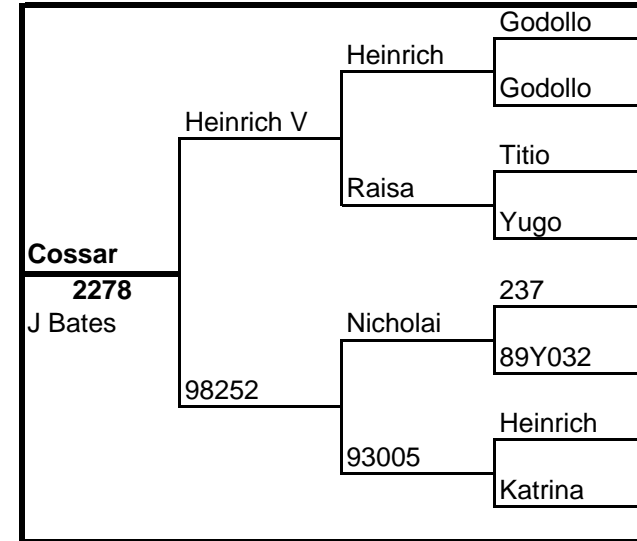 Godollo
Heinrich
Godollo
Heinrich V
Titio
Raisa
Yugo
Cossar
2278
237
J Bates
Nicholai
89Y032
98252
Heinrich
93005
Katrina